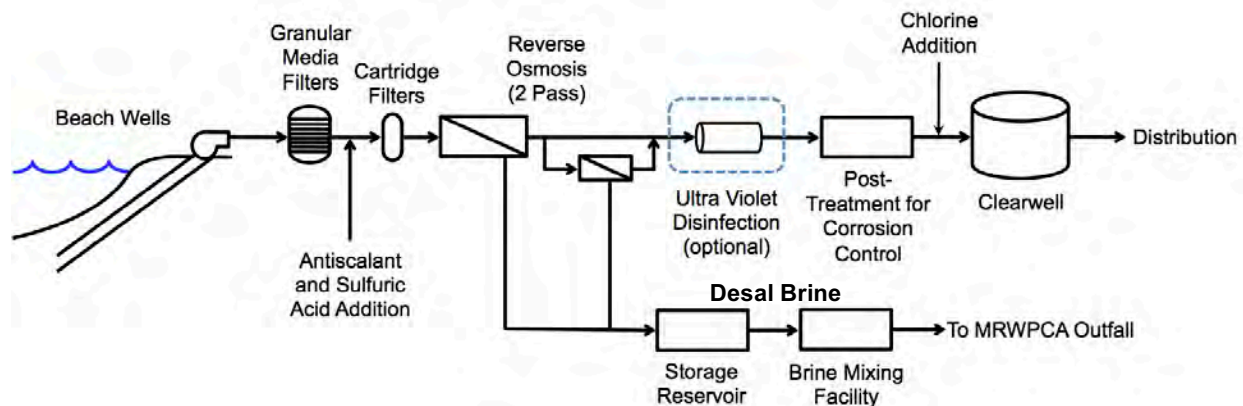 Beach Wells
Granular
Media
Filters
Antiscalant
and Sulfuric
Acid Addition
Cartridge
Filters
Reverse
Osmosis
(2 Pass)
Ultra Violet
Disinfection
(optional)
Post-
Treatment for
Corrosion
Control
Chlorine
Addition
Clearwell
Distribution
Desal Brine
Storage
Reservoir
Brine Mixing
Facility
To MRWPCA Outfall